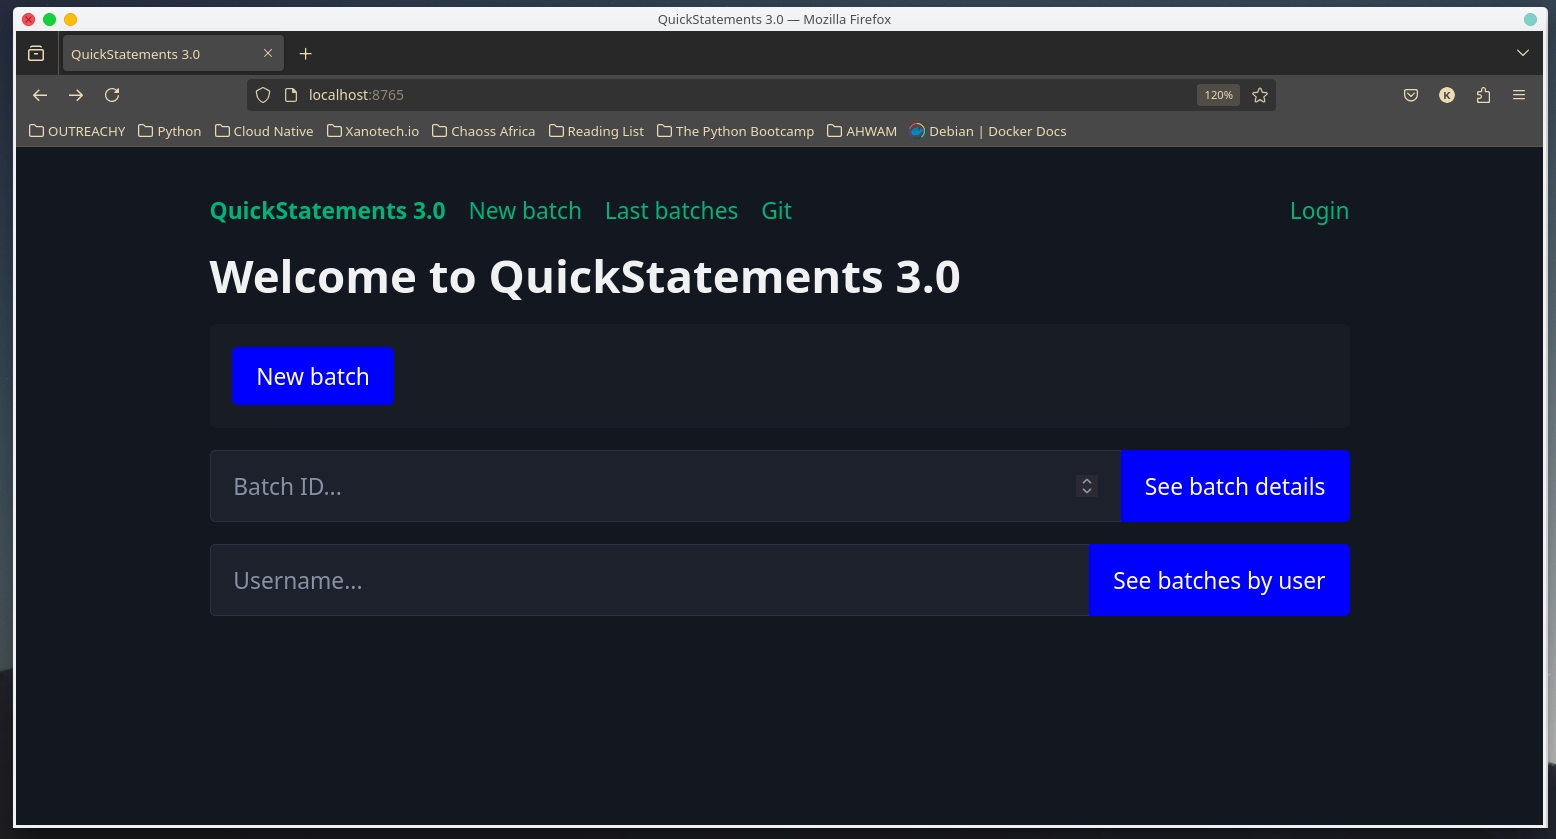 QuickStatements 3.0 — Mozilla Firefox
QuickStatements 3.0
localhost:8765 120% K
OUTREACHY Python Cloud Native Xanotech.io Chaoss Africa Reading List The Python Bootcamp AHWAM Debian | Docker Docs
QuickStatements 3.0 New batch Last batches Git Login
Welcome to QuickStatements 3.0
New batch
Batch ID... See batch details
Username... See batches by user